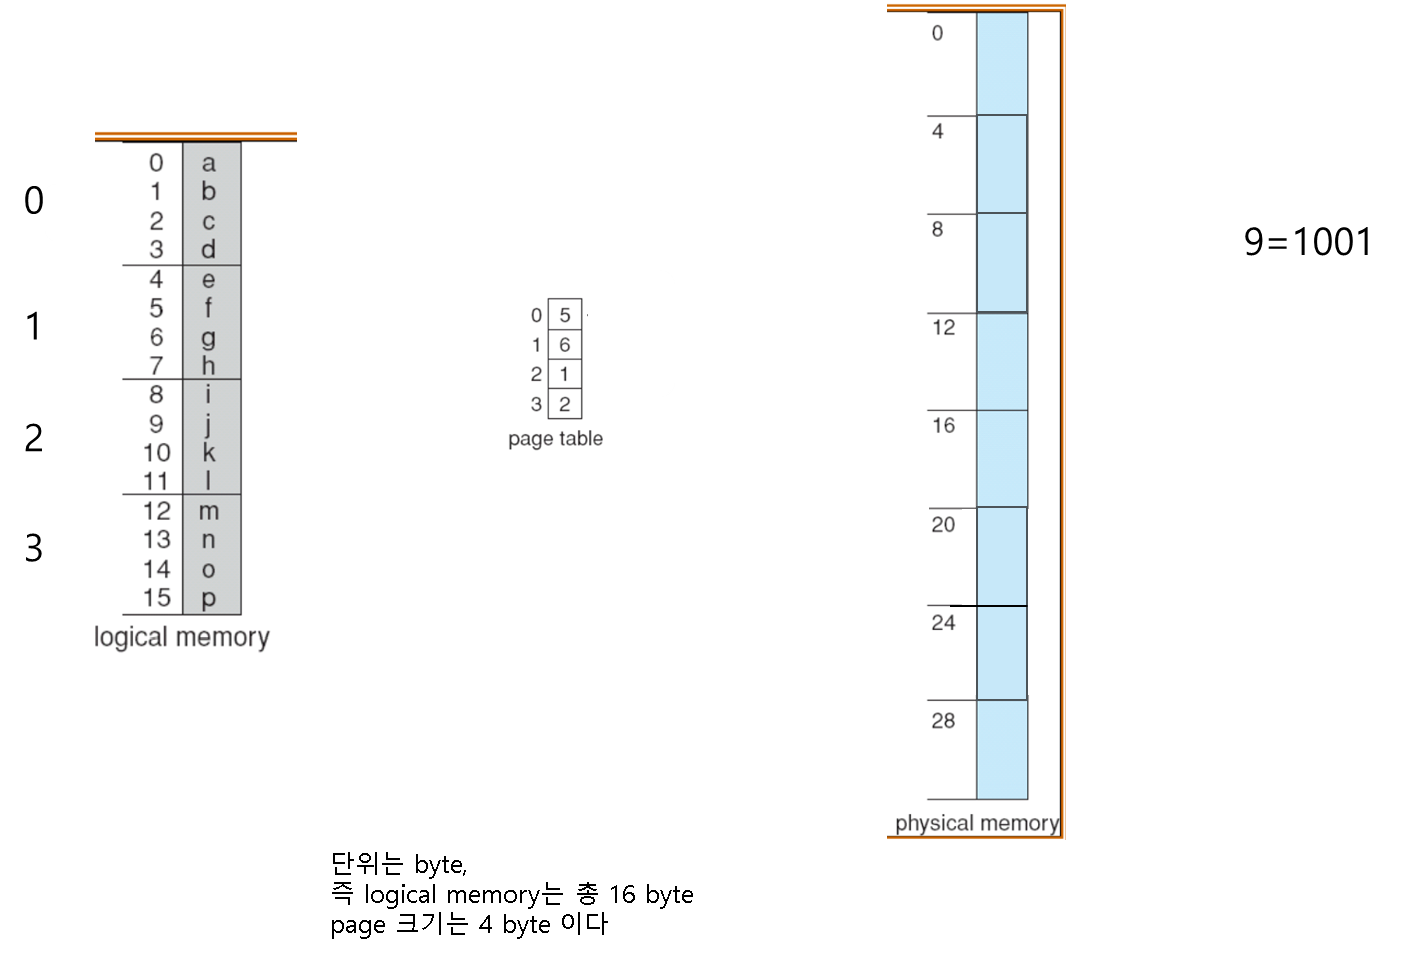 0
0 a
1 b
2 c
3 d
1
4 e
5 f
6 g
7 h
2
8 i
9 j
10 k
11 l
3
12 m
13 n
14 o
15 p
logical memory
0 5
1 6
2 1
3 2
page table
0
4
8
12
16
20
24
28
physical memory
9=1001
단위는 byte,
즉 logical memory는 총 16 byte
page 크기는 4 byte 이다